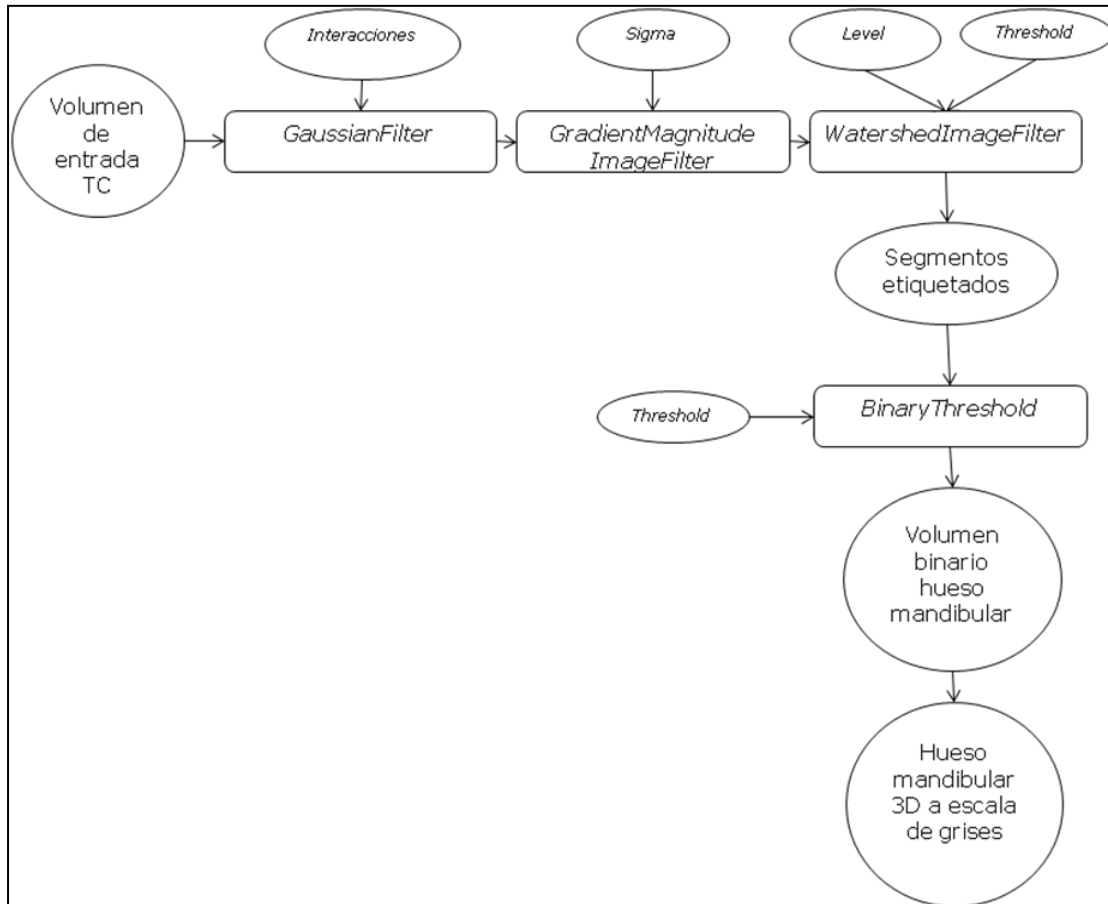 Interacciones
Sigma
Level
Threshold
Volumen
de
entrada
TC
GaussianFilter
GradientMagnitude
ImageFilter
WatershedImageFilter
Segmentos
etiquetados
Threshold
BinaryThreshold
Volumen
binario
hueso
mandibular
Hueso
mandibular
3D a escala
de grises